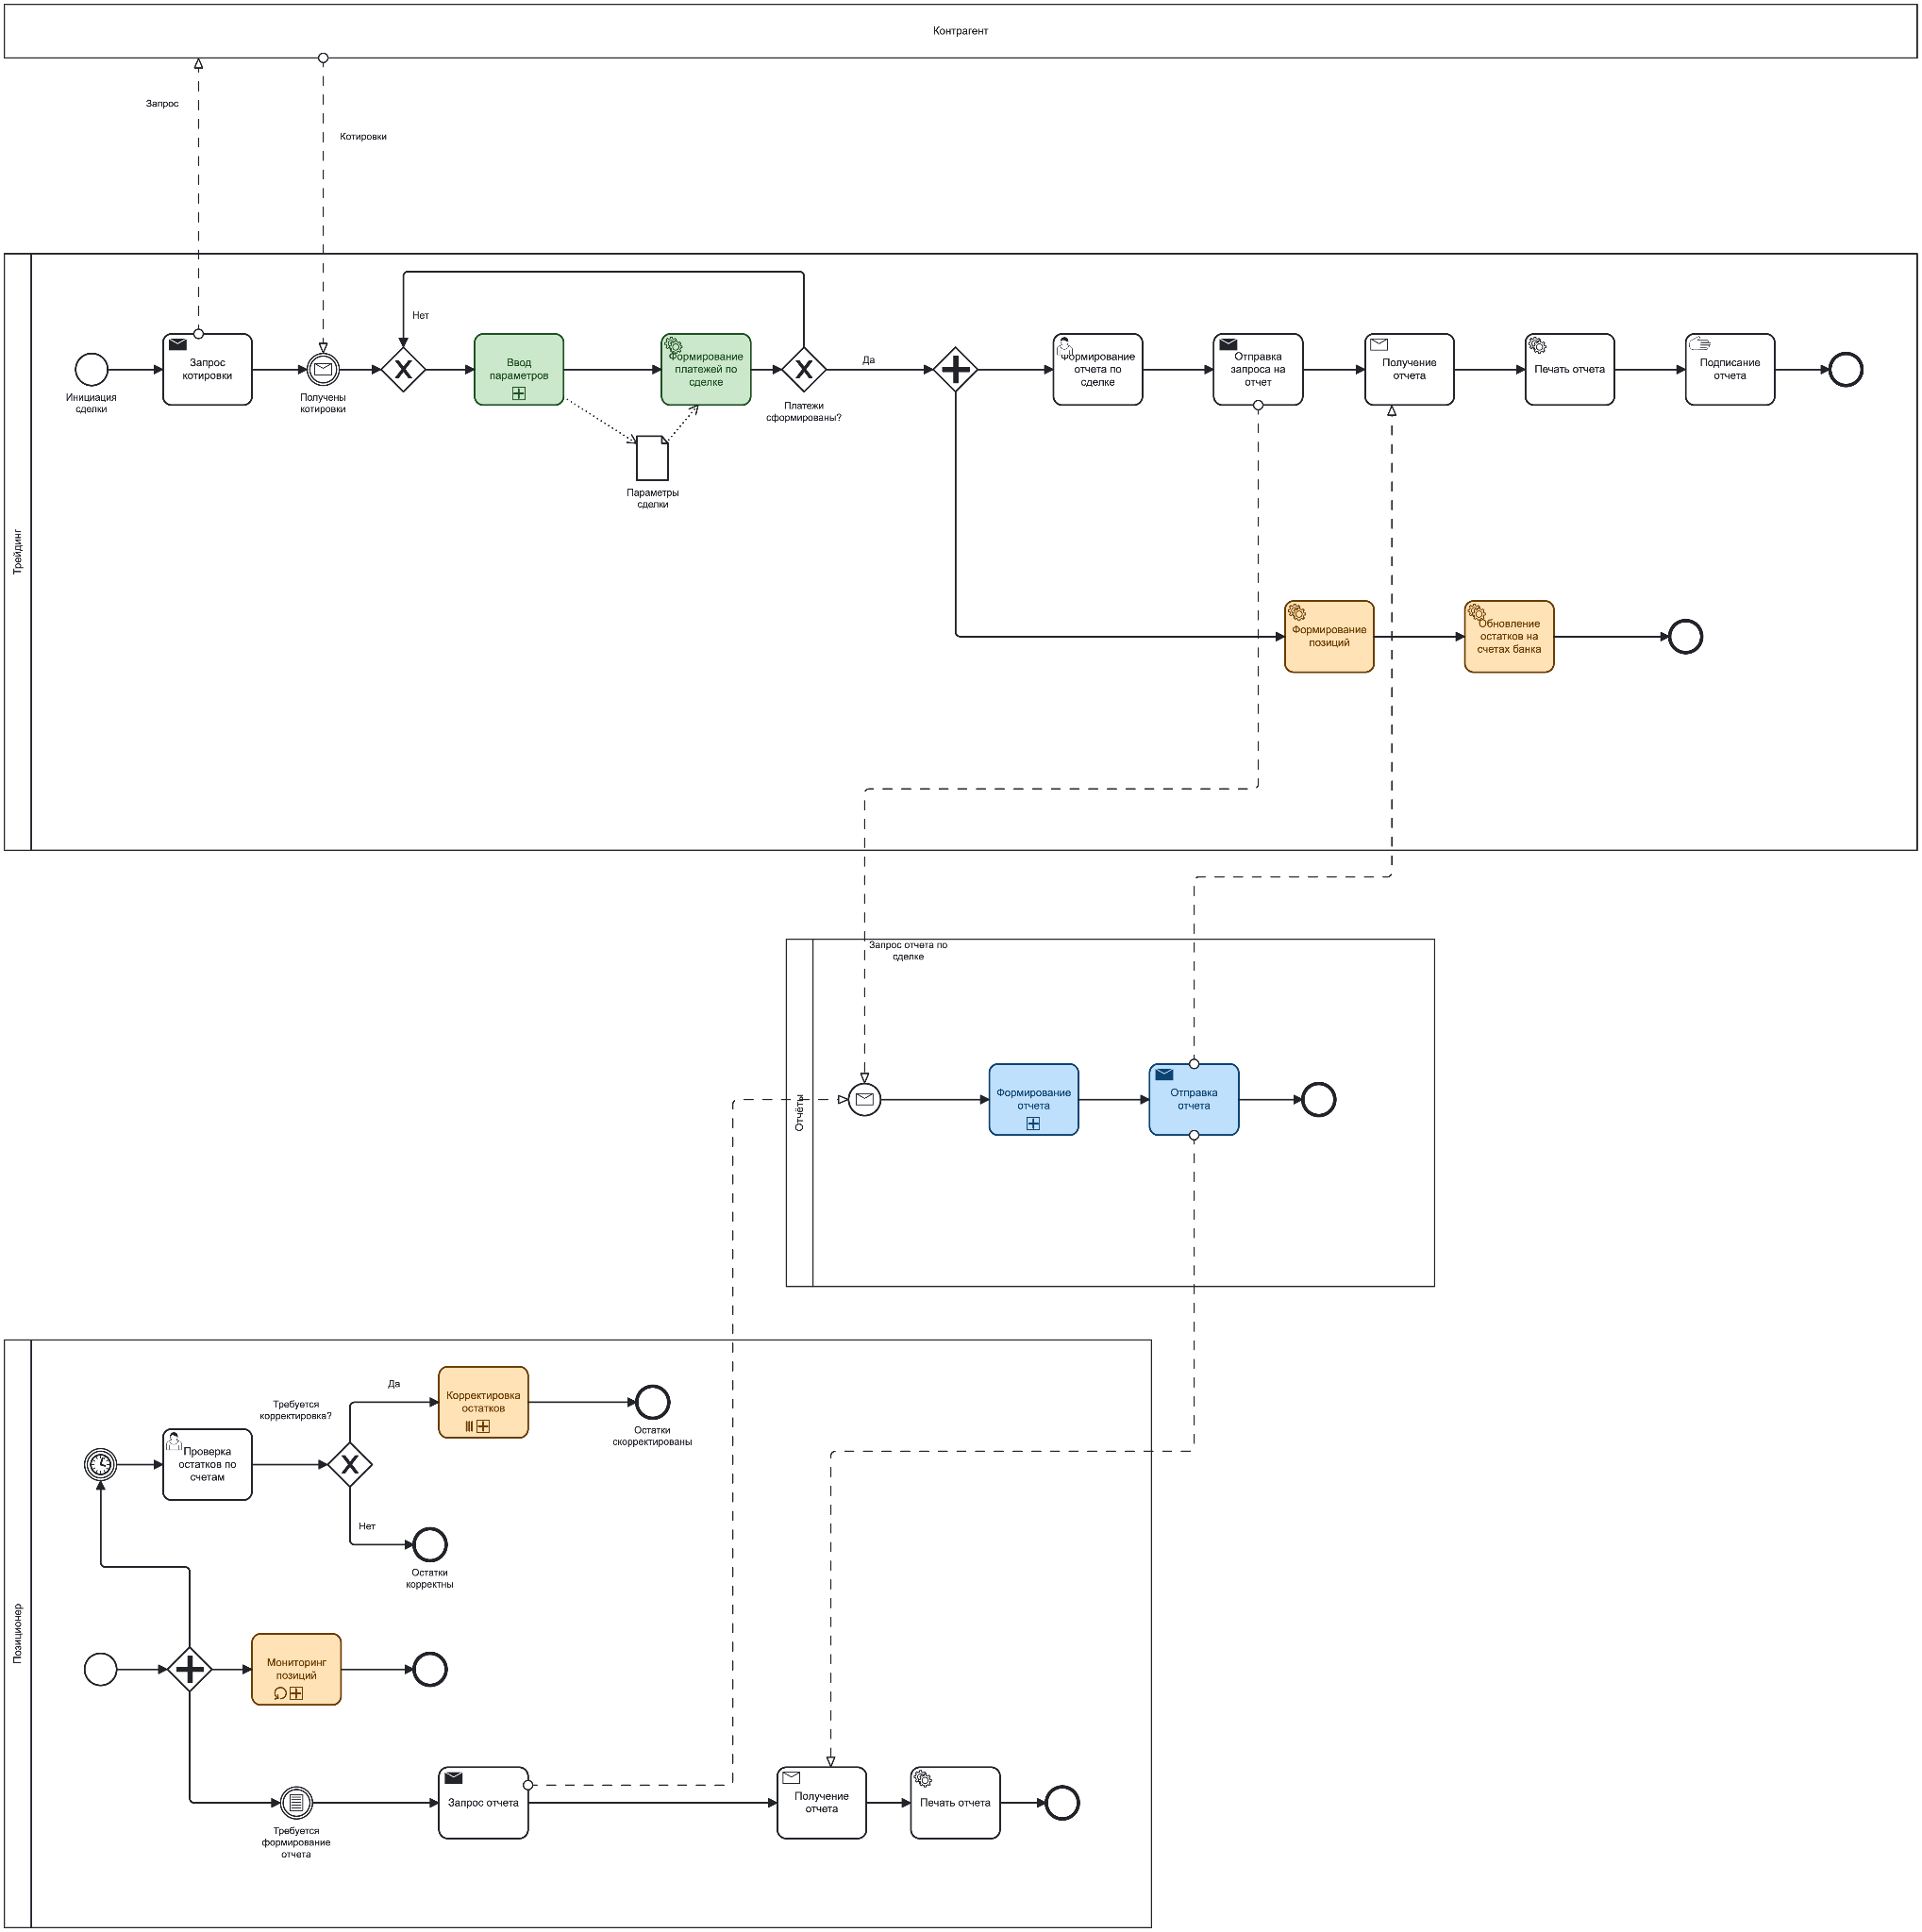 Контрагент
Запрос
Котировки
Трейдинг
Нет
Инициация
сделки
Запрос
котировки
Получены
котировки
Ввод
параметров
Формирование
платежей по
сделке
Платежи
сформированы?
Да
Параметры
сделки
Формирование
отчета по
сделке
Отправка
запроса на
отчет
Получение
отчета
Печать отчета
Подписание
отчета
Формирование
позиций
Обновление
остатков на
счетах банка
Отчёты
Запрос отчета по
сделке
Формирование
отчета
Отправка
отчета
Позиционер
Проверка
остатков по
счетам
Требуется
корректировка?
Да
Корректировка
остатков
Остатки
скорректированы
Нет
Остатки
корректны
Мониторинг
позиций
Требуется
формирование
отчета
Запрос отчета
Получение
отчета
Печать отчета